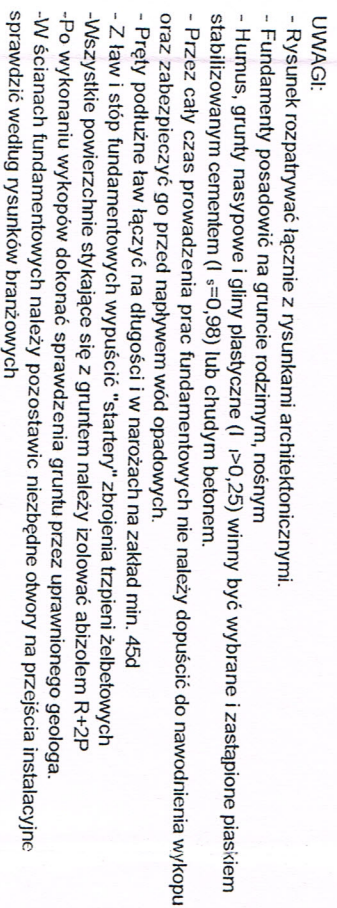 UWAGI:
- Rysunek rozpatrywać łącznie z rysunkami architektonicznymi.
- Fundamenty posadowić na gruncie rodzimym, nośnym
- Humus, grunty nasypowe i gliny plastyczne (I l>0,25) winny być wybrane i zastąpione piaskiem
stabilizowanym cementem (I s=0,98) lub chudym betonem.
- Przez cały czas prowadzenia prac fundamentowych nie należy dopuścić do nawodnienia wykopu
oraz zabezpieczyć go przed napływem wód opadowych.
- Pręty podłużne ław łączyć na długości i w narożach na zakład min. 45d
- Z ław i stóp fundamentowych wypuścić "startery" zbrojenia trzpieni żelbetowych
-Wszystkie powierzchnie stykające się z gruntem należy izolować abizolem R+2P
-Po wykonaniu wykopów dokonać sprawdzenia gruntu przez uprawnionego geologa.
-W ścianach fundamentowych należy pozostawic niezbędne otwory na przejścia instalacyjne
sprawdzić według rysunków branżowych